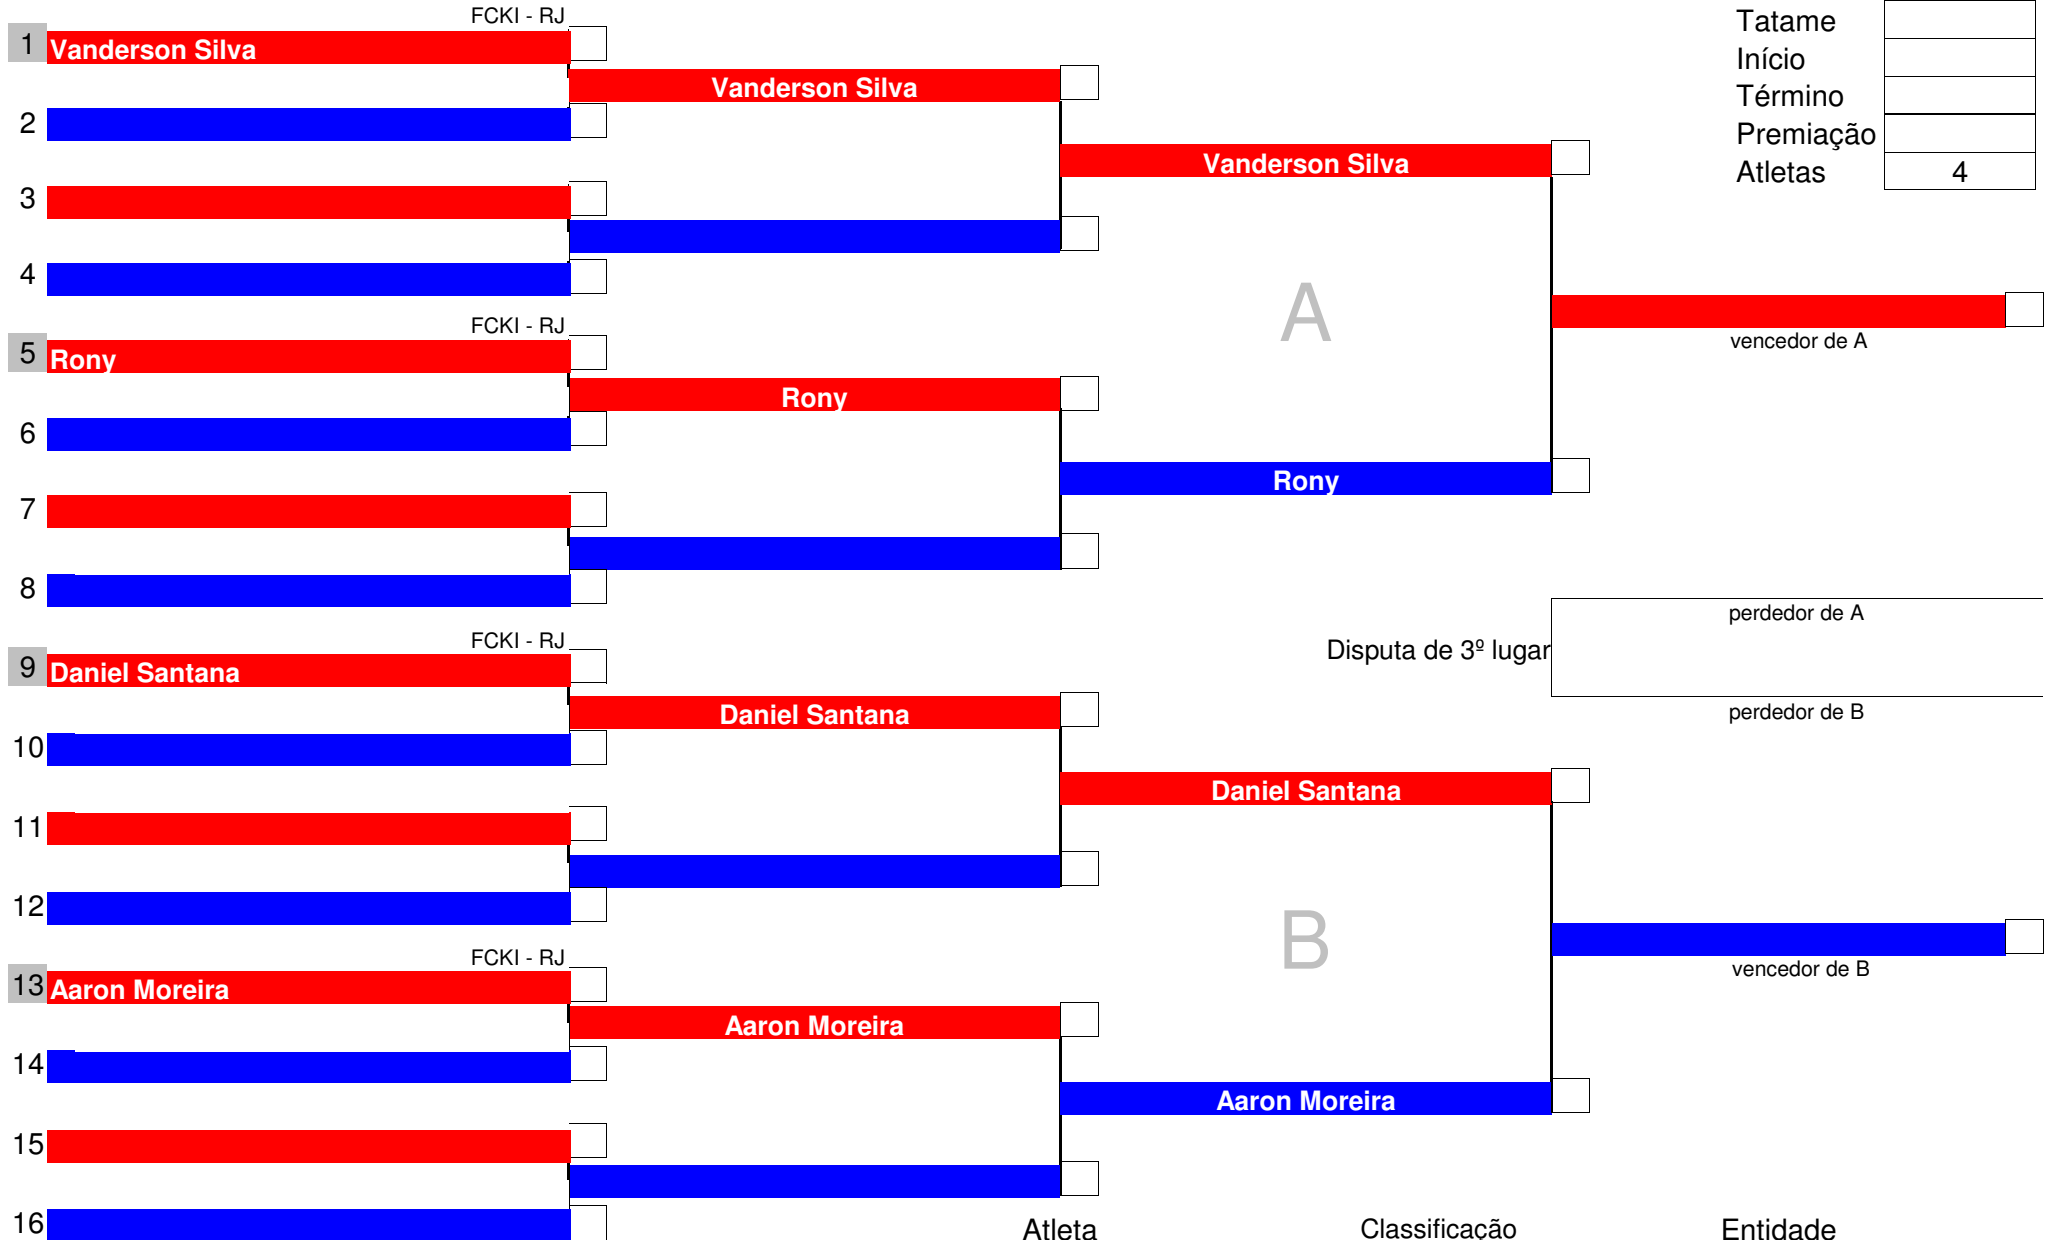 FCKI - RJ
1 Vanderson Silva
Vanderson Silva
2
Vanderson Silva
3
4
A
FCKI - RJ
5 Rony
Rony
6
Rony
7
8
FCKI - RJ
9 Daniel Santana
Daniel Santana
10
Daniel Santana
11
12
B
FCKI - RJ
13 Aaron Moreira
Aaron Moreira
14
Aaron Moreira
15
16
Tatame
Início
Término
Premiação
Atletas 4
vencedor de A
perdedor de A
Disputa de 3º lugar
perdedor de B
vencedor de B
Atleta Classificação Entidade